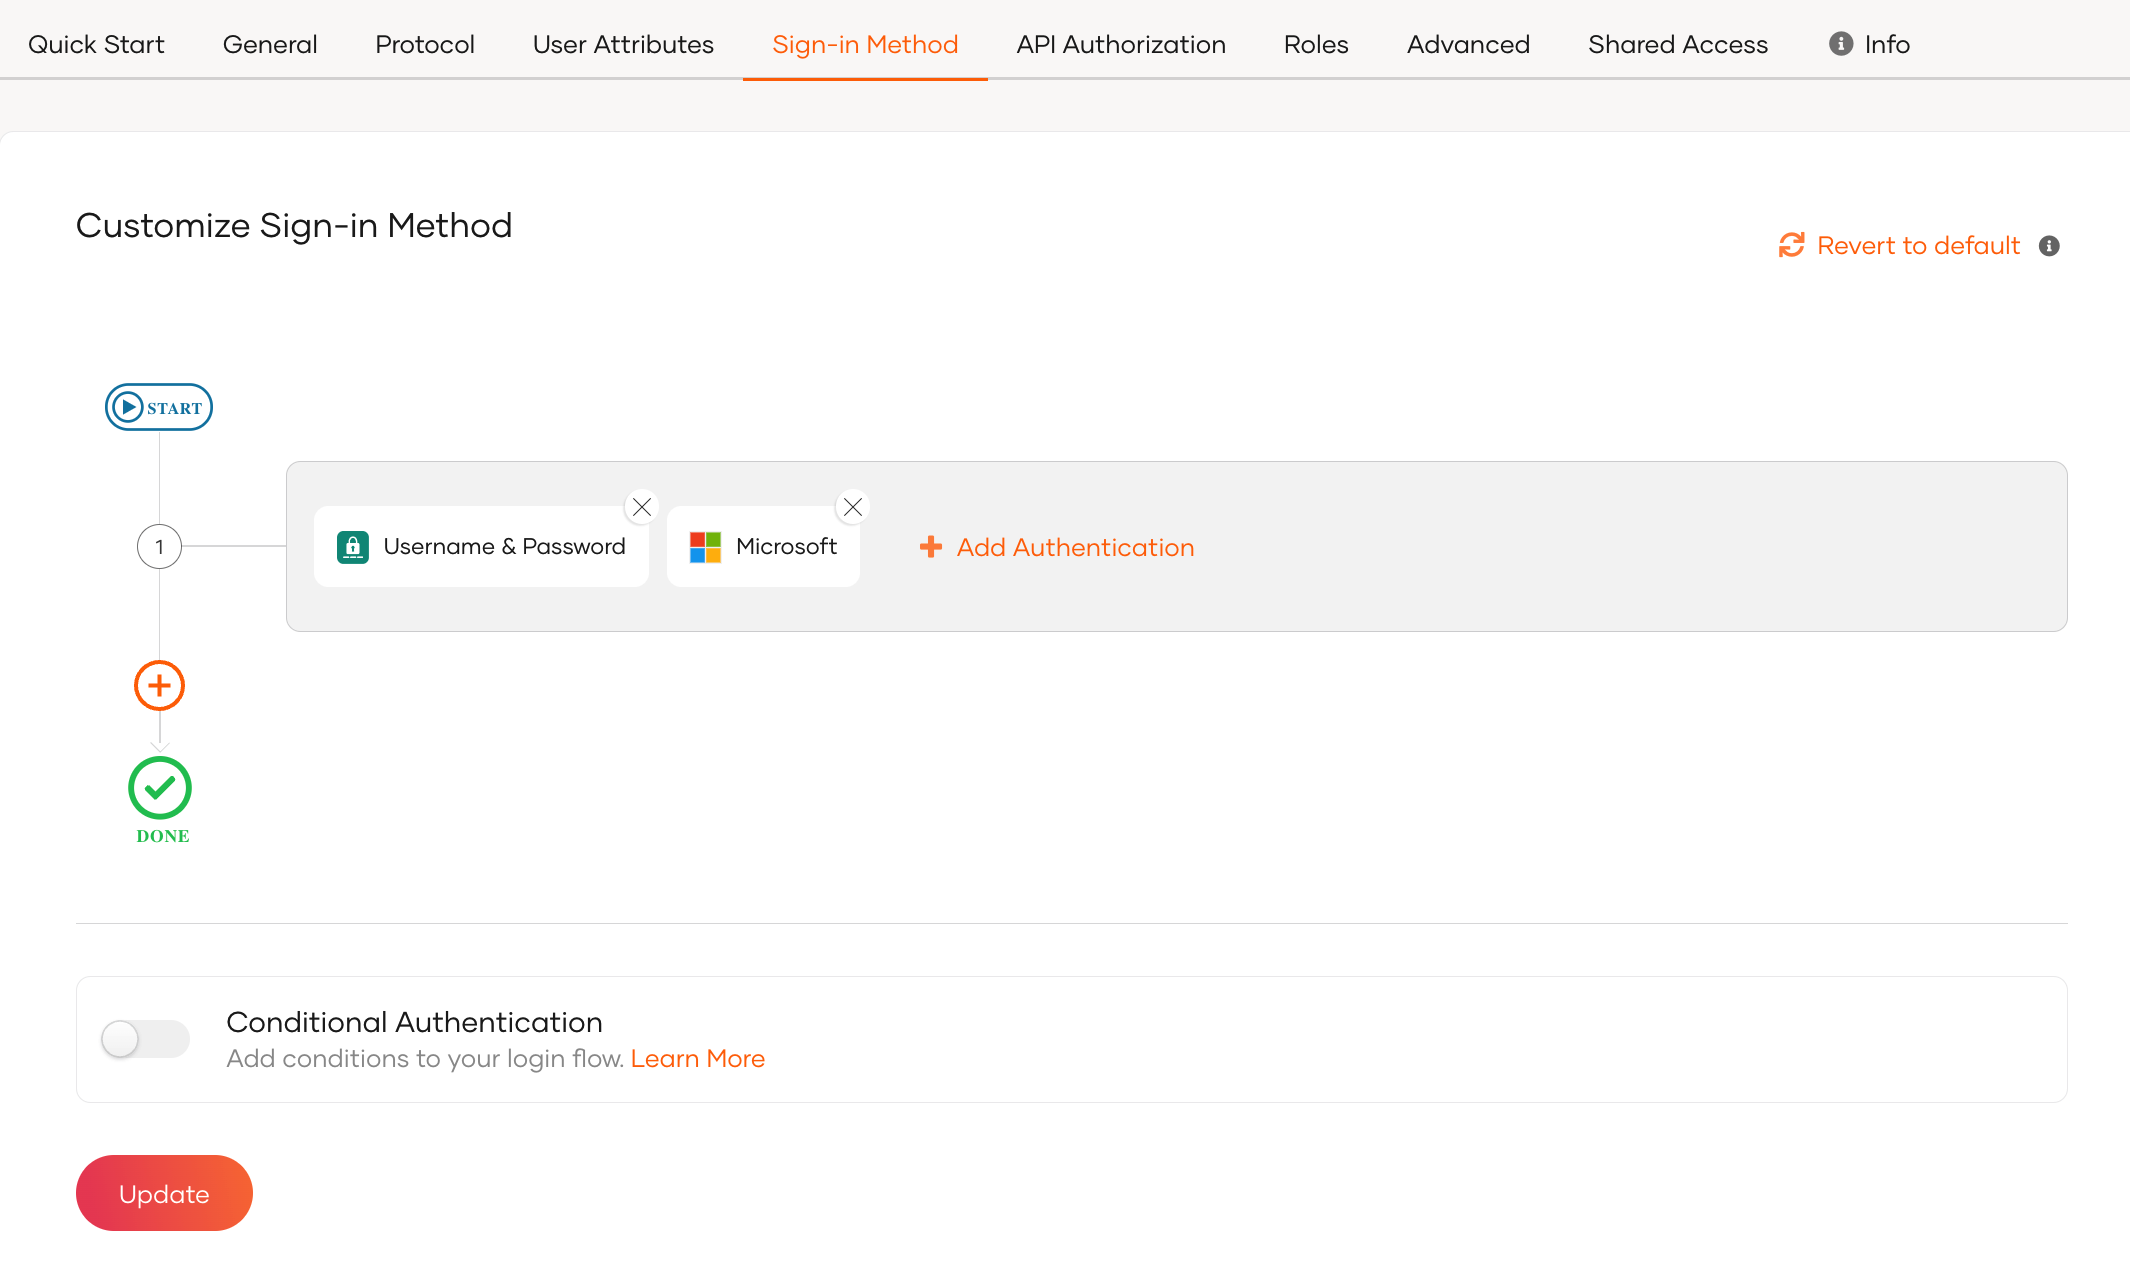 Quick Start General Protocol User Attributes Sign-in Method API Authorization Roles Advanced Shared Access Info
Customize Sign-in Method
Revert to default
START
1
Username & Password Microsoft Add Authentication
DONE
Conditional Authentication
Add conditions to your login flow. Learn More
Update